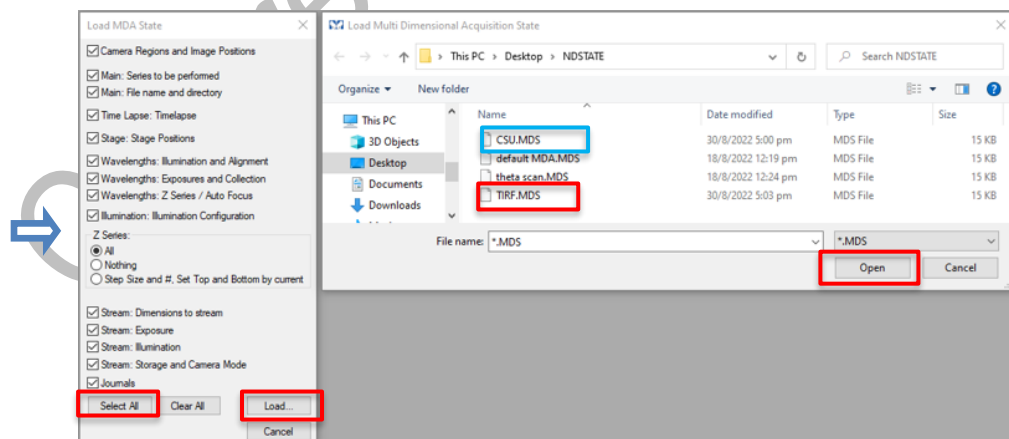 Load MDA State
Camera Regions and Image Positions
Main: Series to be performed
Main: File name and directory
Time Lapse: Timelapse
Stage: Stage Positions
Wavelengths: Illumination and Alignment
Wavelengths: Exposures and Collection
Wavelengths: Z Series / Auto Focus
Illumination: Illumination Configuration
Z Series:
All
Nothing
Step Size and #, Set Top and Bottom by current
Stream: Dimensions to stream
Stream: Exposure
Stream: Illumination
Stream: Storage and Camera Mode
Journals
Select All Clear All Load...
Cancel
Load Multi Dimensional Acquisition State
This PC > Desktop > NDSTATE Search NDSTATE
Organize New folder
This PC
3D Objects
Desktop
Documents
Downloads
Name Date modified Type Size
CSU.MDS 30/8/2022 5:00 pm MDS File 15 KB
default MDA.MDS 18/8/2022 12:19 pm MDS File 15 KB
theta scan.MDS 18/8/2022 12:24 pm MDS File 15 KB
TIRF.MDS 30/8/2022 5:03 pm MDS File 15 KB
File name: *.MDS *.MDS
Open Cancel